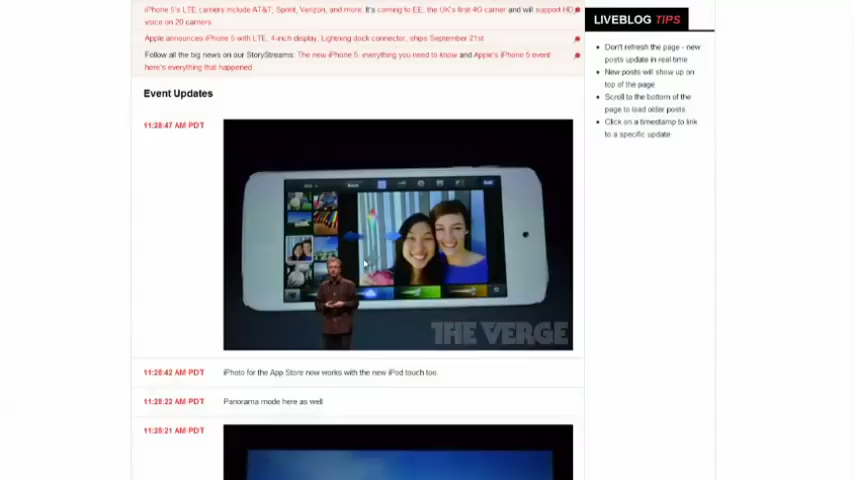 iPhone 5's LTE carriers include AT&T, Sprint, Verizon, and more. It's coming to EE, the UK's first 4G carrier and will support HD
voice on 20 carriers
Apple announces iPhone 5 with LTE, 4-inch display, Lightning dock connector, ships September 21st
Follow all the big news on our StoryStreams: The new iPhone 5: everything you need to know and Apple's iPhone 5 event:
here's everything that happened
Event Updates
11:28:47 AM PDT
THE VERGE
11:28:42 AM PDT
iPhoto for the App Store now works with the new iPod touch too.
11:28:22 AM PDT
Panorama mode here as well
11:28:21 AM PDT
LIVEBLOG TIPS
Don't refresh the page - new
posts update in real time
New posts will show up on
top of the page
Scroll to the bottom of the
page to load older posts
Click on a timestamp to link
to a specific update